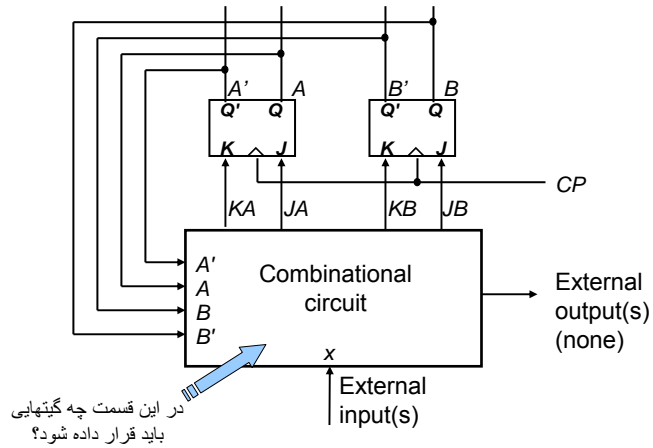 A' A B' B
Q' Q Q' Q
K J K J
CP
KA JA KB JB
A'
A
B
B'
Combinational
circuit
x
External
output(s)
(none)
External
input(s)
در این قسمت چه گیتهایی
باید قرار داده شود؟